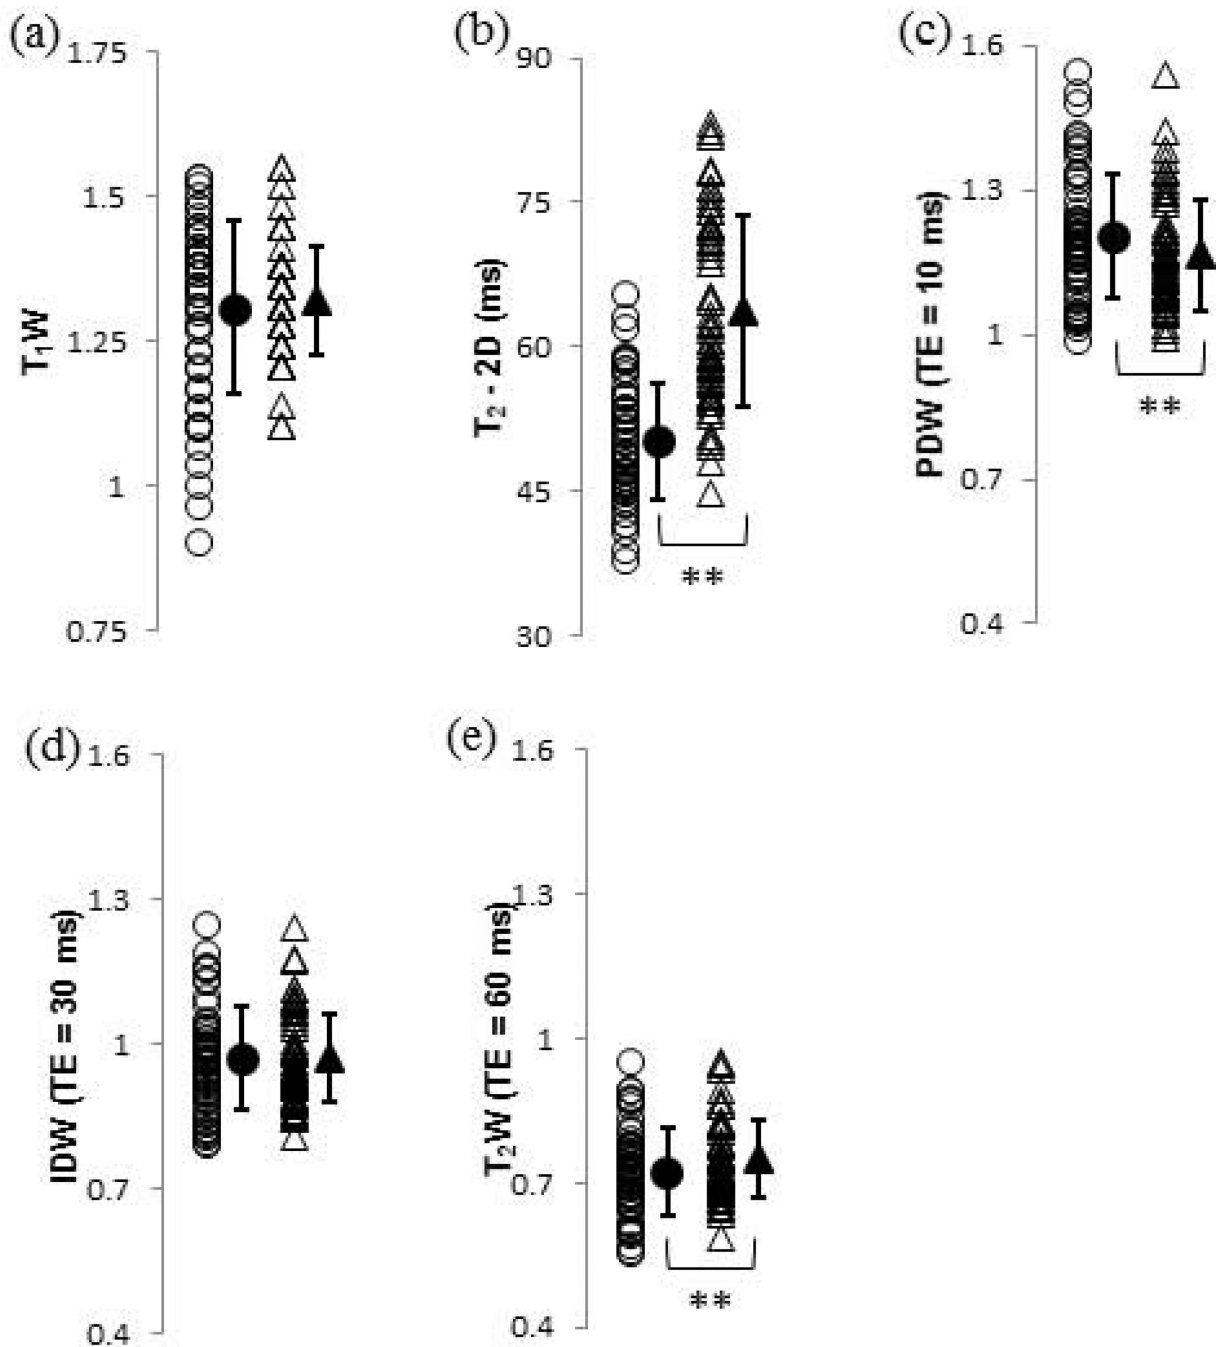 (a)
1.75
1.5
1.25
1
0.75
T₁W
(b)
90
75
60
45
30
T₂ - 2D (ms)
**
(c)
1.6
1.3
1
0.7
0.4
PDW (TE = 10 ms)
**
(d)
1.6
1.3
1
0.7
0.4
IDW (TE = 30 ms)
(e)
1.6
1.3
1
0.7
0.4
T₂W (TE = 60 ms)
**